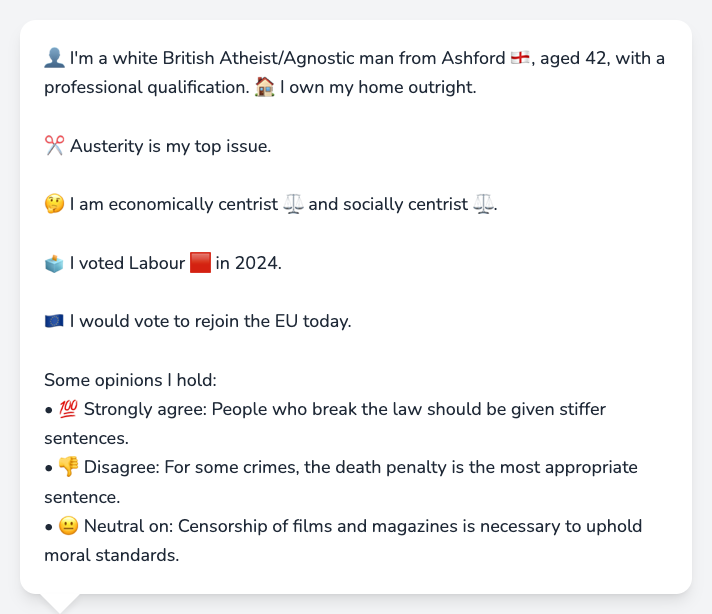 👤 I'm a white British Atheist/Agnostic man from Ashford 🏴󠁧󠁢󠁥󠁮󠁧󠁿, aged 42, with a
professional qualification. 🏠 I own my home outright.
✂️ Austerity is my top issue.
🤔 I am economically centrist ⚖️ and socially centrist ⚖️.
🗳️ I voted Labour 🟥 in 2024.
🇪🇺 I would vote to rejoin the EU today.
Some opinions I hold:
• 💯 Strongly agree: People who break the law should be given stiffer
sentences.
• 👎 Disagree: For some crimes, the death penalty is the most appropriate
sentence.
• 😐 Neutral on: Censorship of films and magazines is necessary to uphold
moral standards.